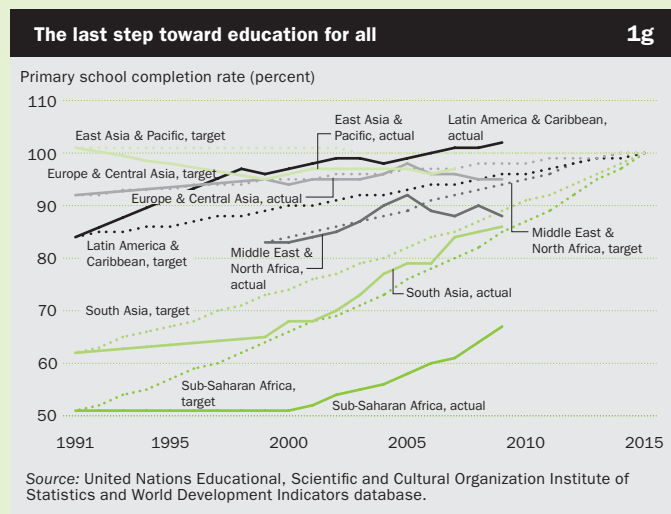 The last step toward education for all 1g
Primary school completion rate (percent)
110
100
90
80
70
60
50
East Asia & Pacific, target
East Asia &
Pacific, actual
Latin America & Caribbean,
actual
Europe & Central Asia, target
Europe & Central Asia, actual
Latin America &
Caribbean, target
Middle East &
North Africa,
actual
Middle East &
North Africa, target
South Asia, actual
South Asia, target
Sub-Saharan Africa,
target
Sub-Saharan Africa, actual
1991 1995 2000 2005 2010 2015
Source: United Nations Educational, Scientific and Cultural Organization Institute of
Statistics and World Development Indicators database.